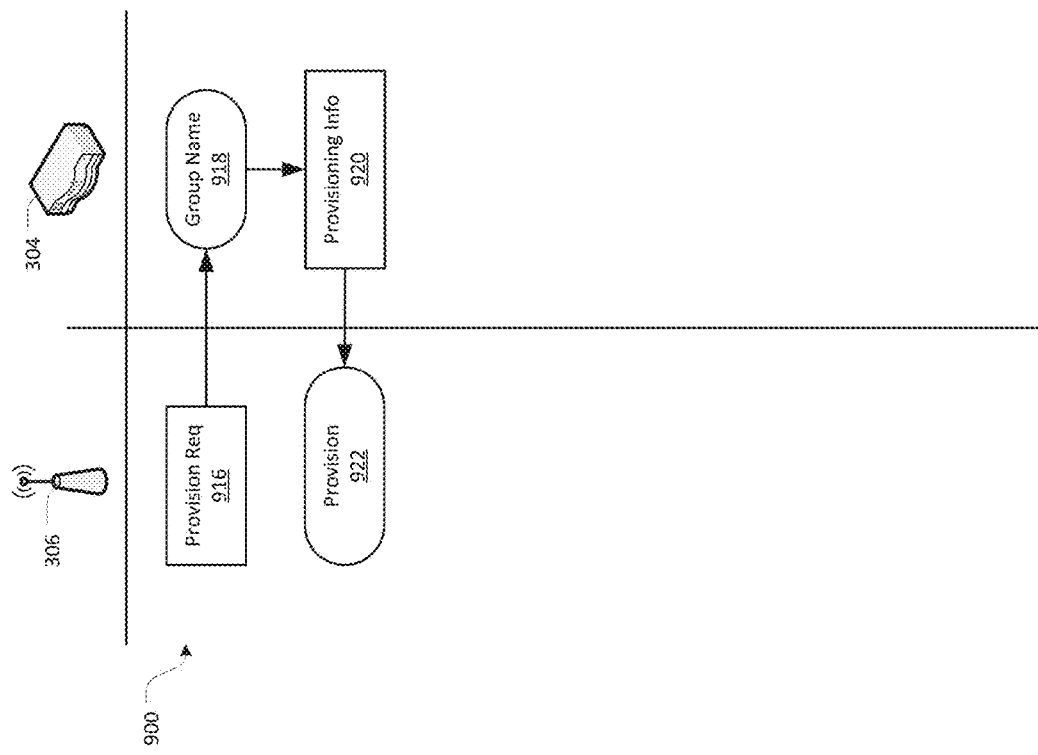 900
306
304
Provision Req
916
Group Name
918
Provisioning Info
920
Provision
922